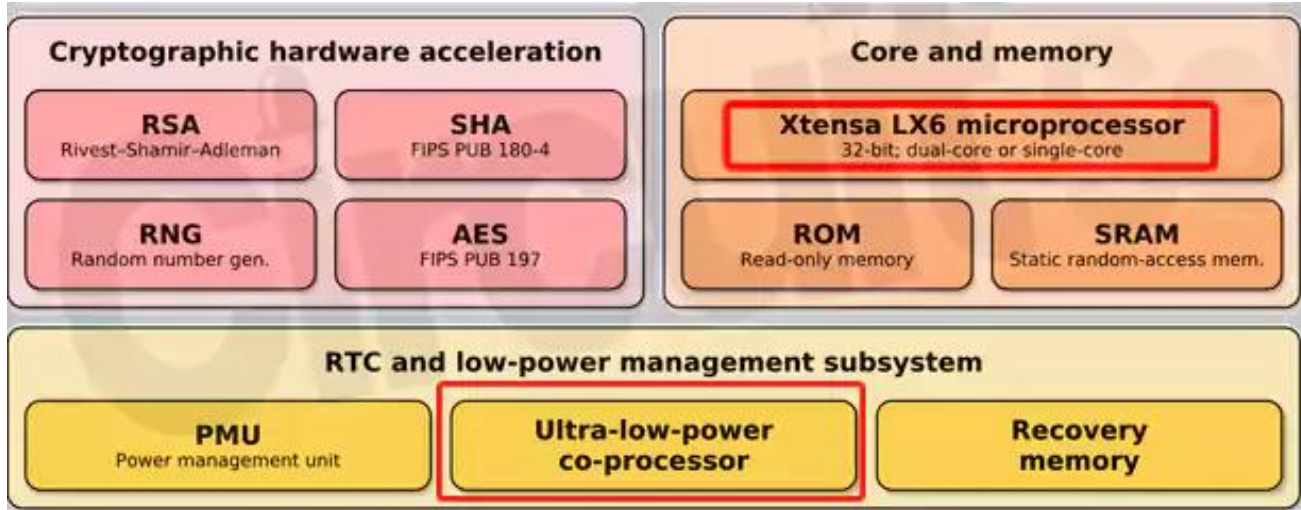 Cryptographic hardware acceleration
RSA
Rivest–Shamir–Adleman
SHA
FIPS PUB 180-4
RNG
Random number gen.
AES
FIPS PUB 197
Core and memory
Xtensa LX6 microprocessor
32-bit; dual-core or single-core
ROM
Read-only memory
SRAM
Static random-access mem.
RTC and low-power management subsystem
PMU
Power management unit
Ultra-low-power
co-processor
Recovery
memory